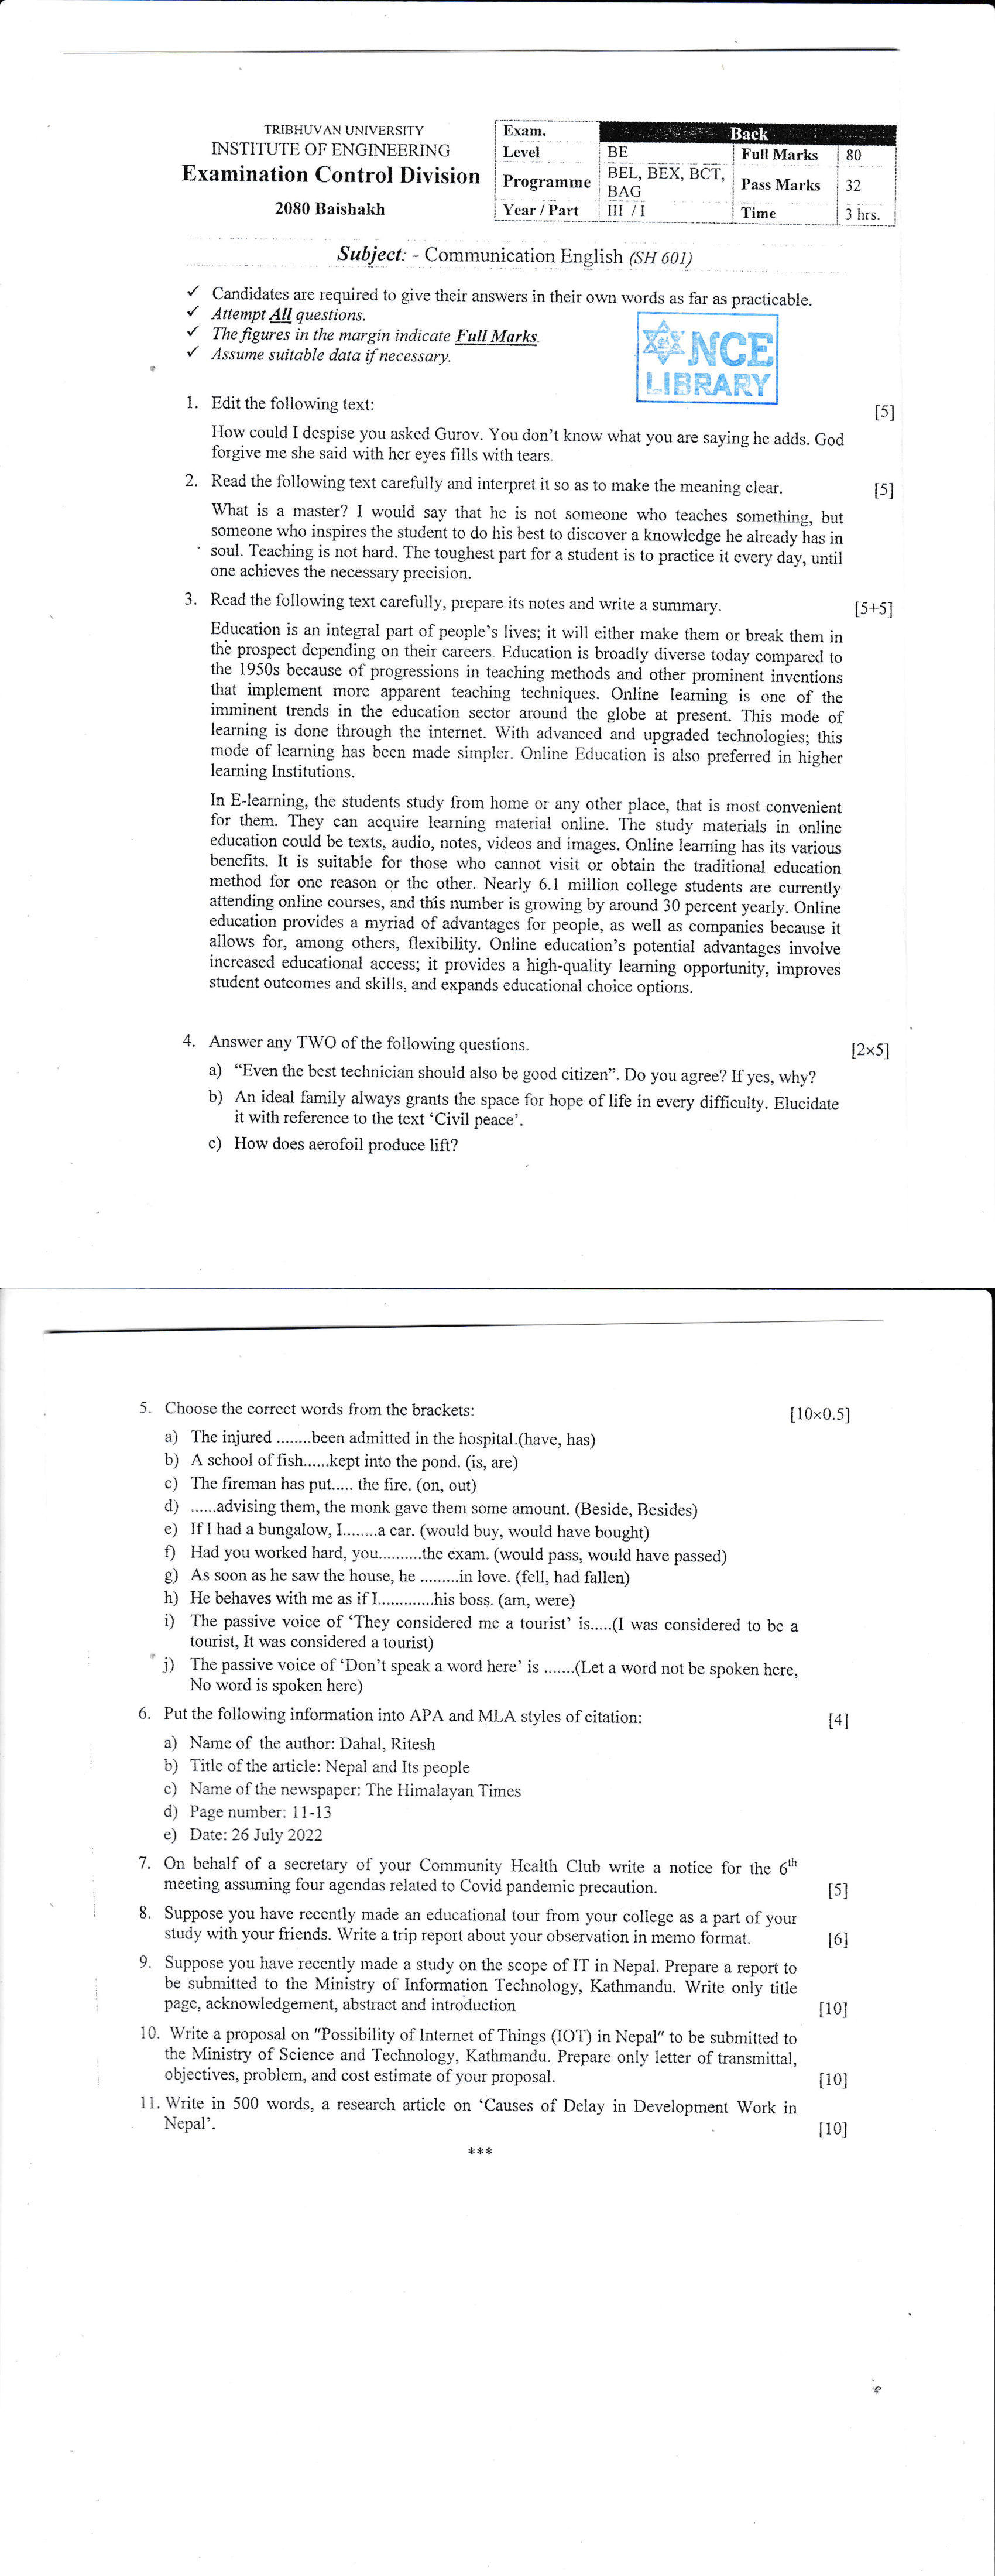 TRIBHUVAN UNIVERSITY
INSTITUTE OF ENGINEERING
Examination Control Division
2080 Baishakh
Exam. Back
Level BE Full Marks 80
Programme BEL, BEX, BCT, BAG Pass Marks 32
Year / Part III / I Time 3 hrs.
Subject: - Communication English (SH 601)
✓ Candidates are required to give their answers in their own words as far as practicable.
✓ Attempt All questions.
✓ The figures in the margin indicate Full Marks.
✓ Assume suitable data if necessary.
NCE
LIBRARY
1. Edit the following text: [5]
How could I despise you asked Gurov. You don't know what you are saying he adds. God
forgive me she said with her eyes fills with tears.
2. Read the following text carefully and interpret it so as to make the meaning clear. [5]
What is a master? I would say that he is not someone who teaches something, but
someone who inspires the student to do his best to discover a knowledge he already has in
soul. Teaching is not hard. The toughest part for a student is to practice it every day, until
one achieves the necessary precision.
3. Read the following text carefully, prepare its notes and write a summary. [5+5]
Education is an integral part of people's lives; it will either make them or break them in
the prospect depending on their careers. Education is broadly diverse today compared to
the 1950s because of progressions in teaching methods and other prominent inventions
that implement more apparent teaching techniques. Online learning is one of the
imminent trends in the education sector around the globe at present. This mode of
learning is done through the internet. With advanced and upgraded technologies; this
mode of learning has been made simpler. Online Education is also preferred in higher
learning Institutions.
In E-learning, the students study from home or any other place, that is most convenient
for them. They can acquire learning material online. The study materials in online
education could be texts, audio, notes, videos and images. Online learning has its various
benefits. It is suitable for those who cannot visit or obtain the traditional education
method for one reason or the other. Nearly 6.1 million college students are currently
attending online courses, and this number is growing by around 30 percent yearly. Online
education provides a myriad of advantages for people, as well as companies because it
allows for, among others, flexibility. Online education's potential advantages involve
increased educational access; it provides a high-quality learning opportunity, improves
student outcomes and skills, and expands educational choice options.
4. Answer any TWO of the following questions. [2×5]
a) "Even the best technician should also be good citizen". Do you agree? If yes, why?
b) An ideal family always grants the space for hope of life in every difficulty. Elucidate
it with reference to the text 'Civil peace'.
c) How does aerofoil produce lift?
5. Choose the correct words from the brackets: [10×0.5]
a) The injured ........been admitted in the hospital.(have, has)
b) A school of fish......kept into the pond. (is, are)
c) The fireman has put..... the fire. (on, out)
d) ......advising them, the monk gave them some amount. (Beside, Besides)
e) If I had a bungalow, I........a car. (would buy, would have bought)
f) Had you worked hard, you..........the exam. (would pass, would have passed)
g) As soon as he saw the house, he .........in love. (fell, had fallen)
h) He behaves with me as if I.............his boss. (am, were)
i) The passive voice of 'They considered me a tourist' is.....(I was considered to be a
tourist, It was considered a tourist)
j) The passive voice of 'Don't speak a word here' is .......(Let a word not be spoken here,
No word is spoken here)
6. Put the following information into APA and MLA styles of citation: [4]
a) Name of the author: Dahal, Ritesh
b) Title of the article: Nepal and Its people
c) Name of the newspaper: The Himalayan Times
d) Page number: 11-13
e) Date: 26 July 2022
7. On behalf of a secretary of your Community Health Club write a notice for the 6th
meeting assuming four agendas related to Covid pandemic precaution. [5]
8. Suppose you have recently made an educational tour from your college as a part of your
study with your friends. Write a trip report about your observation in memo format. [6]
9. Suppose you have recently made a study on the scope of IT in Nepal. Prepare a report to
be submitted to the Ministry of Information Technology, Kathmandu. Write only title
page, acknowledgement, abstract and introduction [10]
10. Write a proposal on "Possibility of Internet of Things (IOT) in Nepal" to be submitted to
the Ministry of Science and Technology, Kathmandu. Prepare only letter of transmittal,
objectives, problem, and cost estimate of your proposal. [10]
11. Write in 500 words, a research article on 'Causes of Delay in Development Work in
Nepal'. [10]
***